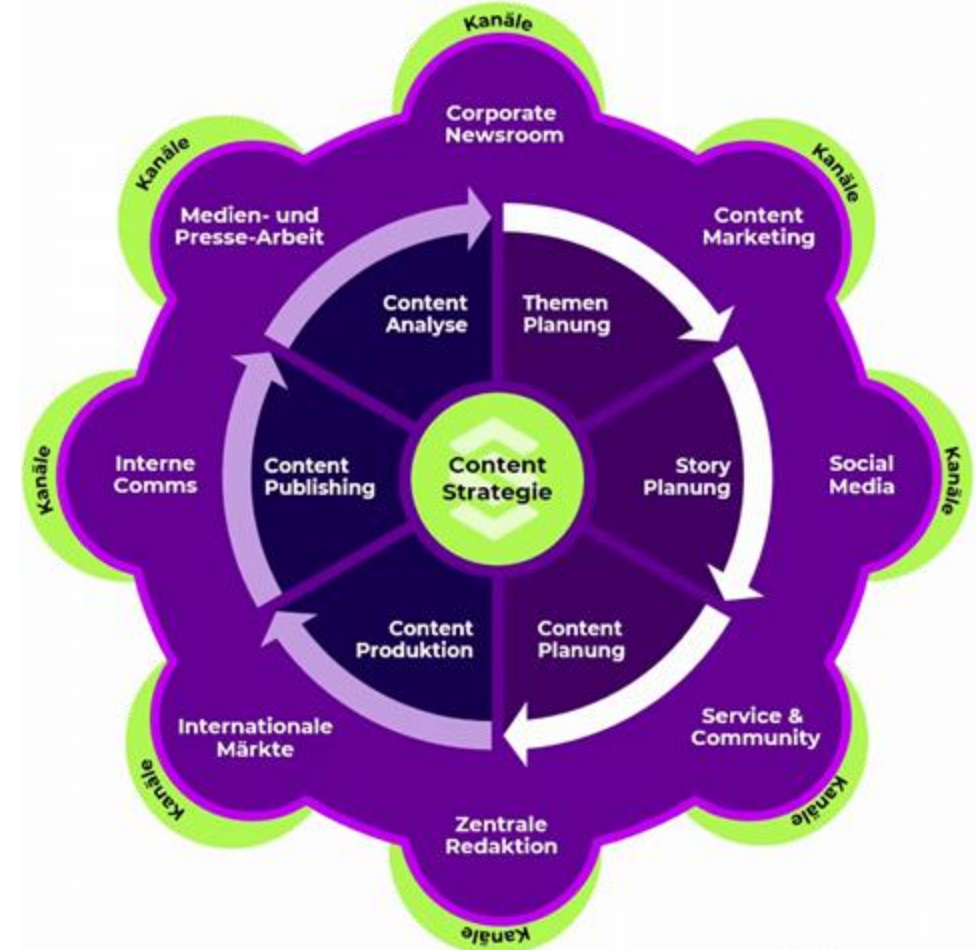 Kanäle
Corporate
Newsroom
Kanäle
Content
Marketing
Kanäle
Social
Media
Kanäle
Service &
Community
Kanäle
Zentrale
Redaktion
Kanäle
Internationale
Märkte
Kanäle
Interne
Comms
Kanäle
Medien- und
Presse-Arbeit
Themen
Planung
Story
Planung
Content
Planung
Content
Produktion
Content
Publishing
Content
Analyse
Content
Strategie
Kanäle